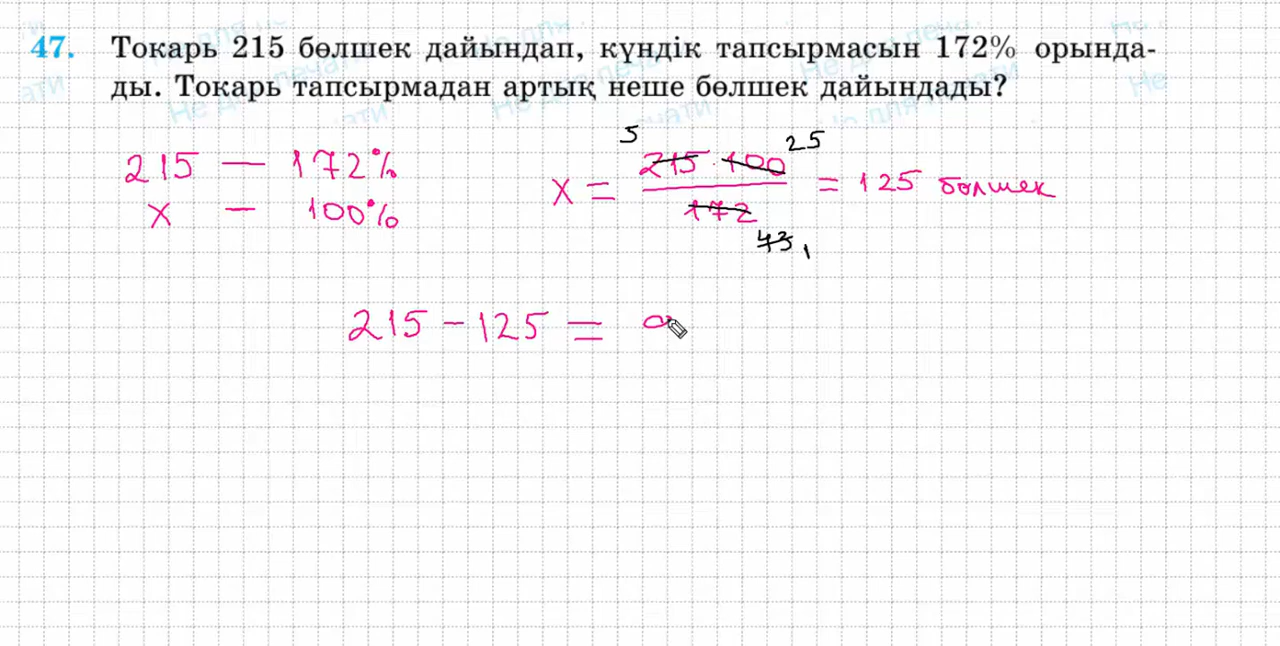 47. Токарь 215 бөлшек дайындап, күндік тапсырмасын 172% орында-
ды. Токарь тапсырмадан артық неше бөлшек дайындады?
215 — 172%
x — 100%
5 25
x = 215 · 100 / 172 = 125 бөлшек
43 1
215 - 125 =